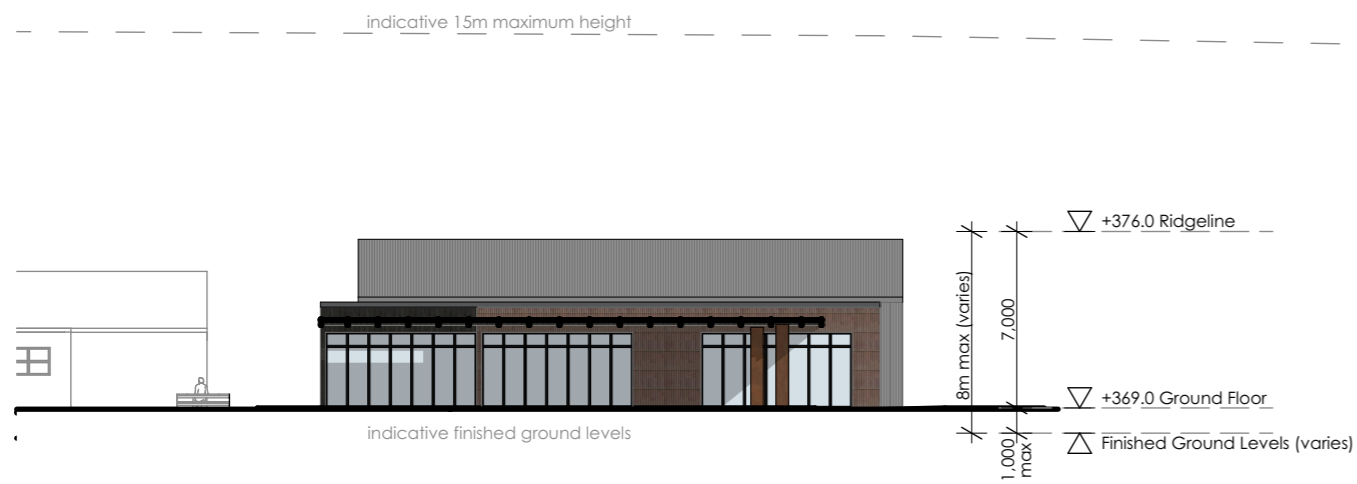 indicative 15m maximum height
+376.0 Ridgeline
8m max (varies)
7,000
+369.0 Ground Floor
indicative finished ground levels
1,000
max
Finished Ground Levels (varies)